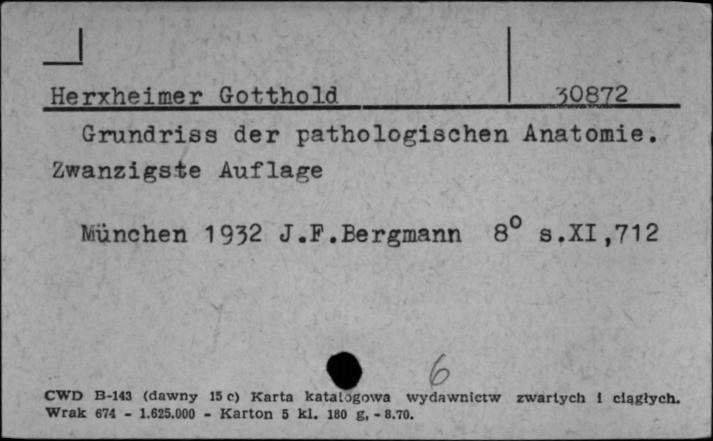 Herxheimer Gotthold 30872
Grundriss der pathologischen Anatomie.
Zwanzigste Auflage
München 1932 J.F.Bergmann 8° s.XI,712
6
CWD B-143 (dawny 15 c) Karta katalogowa wydawnictw zwartych i ciągłych.
Wrak 674 - 1.625.000 - Karton 5 kl. 180 g, - 8.70.